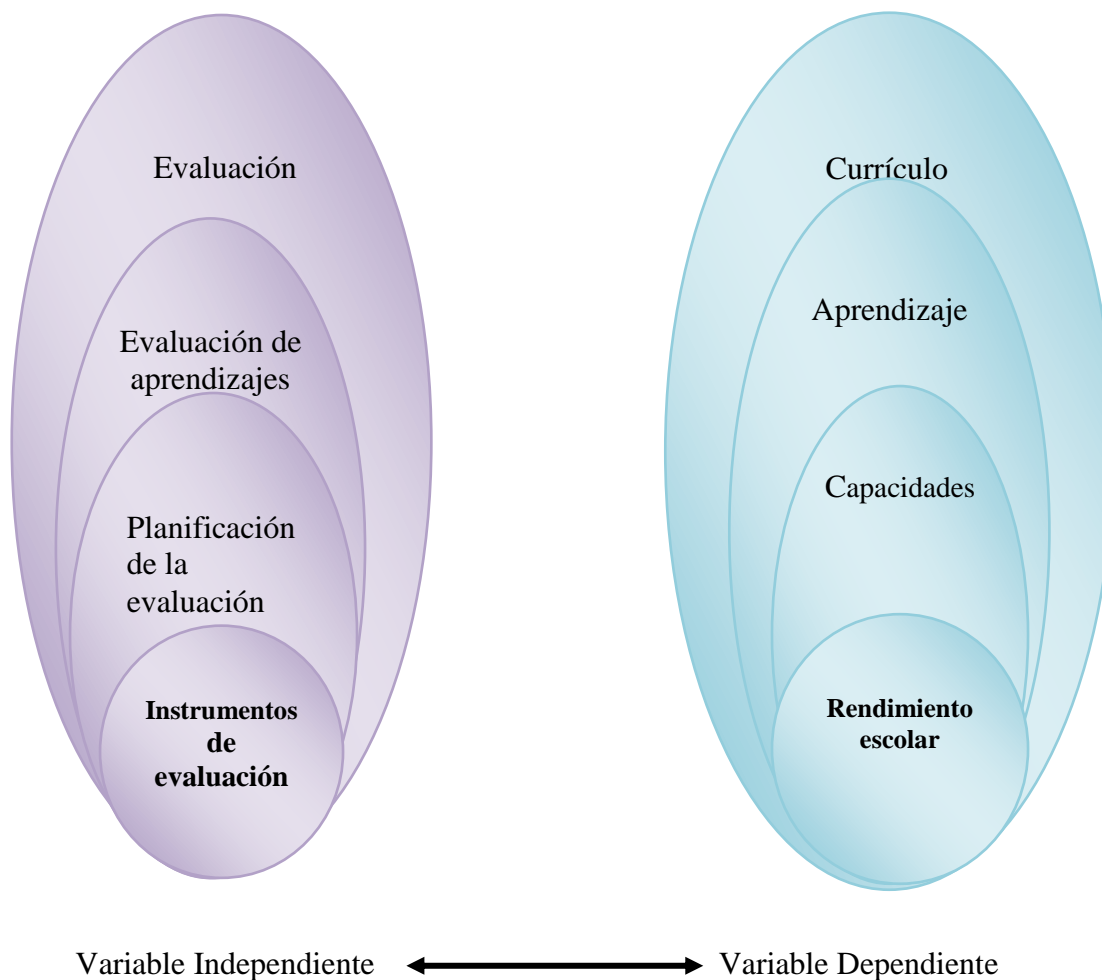 Evaluación
Evaluación de
aprendizajes
Planificación
de la
evaluación
Instrumentos
de
evaluación
Currículo
Aprendizaje
Capacidades
Rendimiento
escolar
Variable Independiente
Variable Dependiente